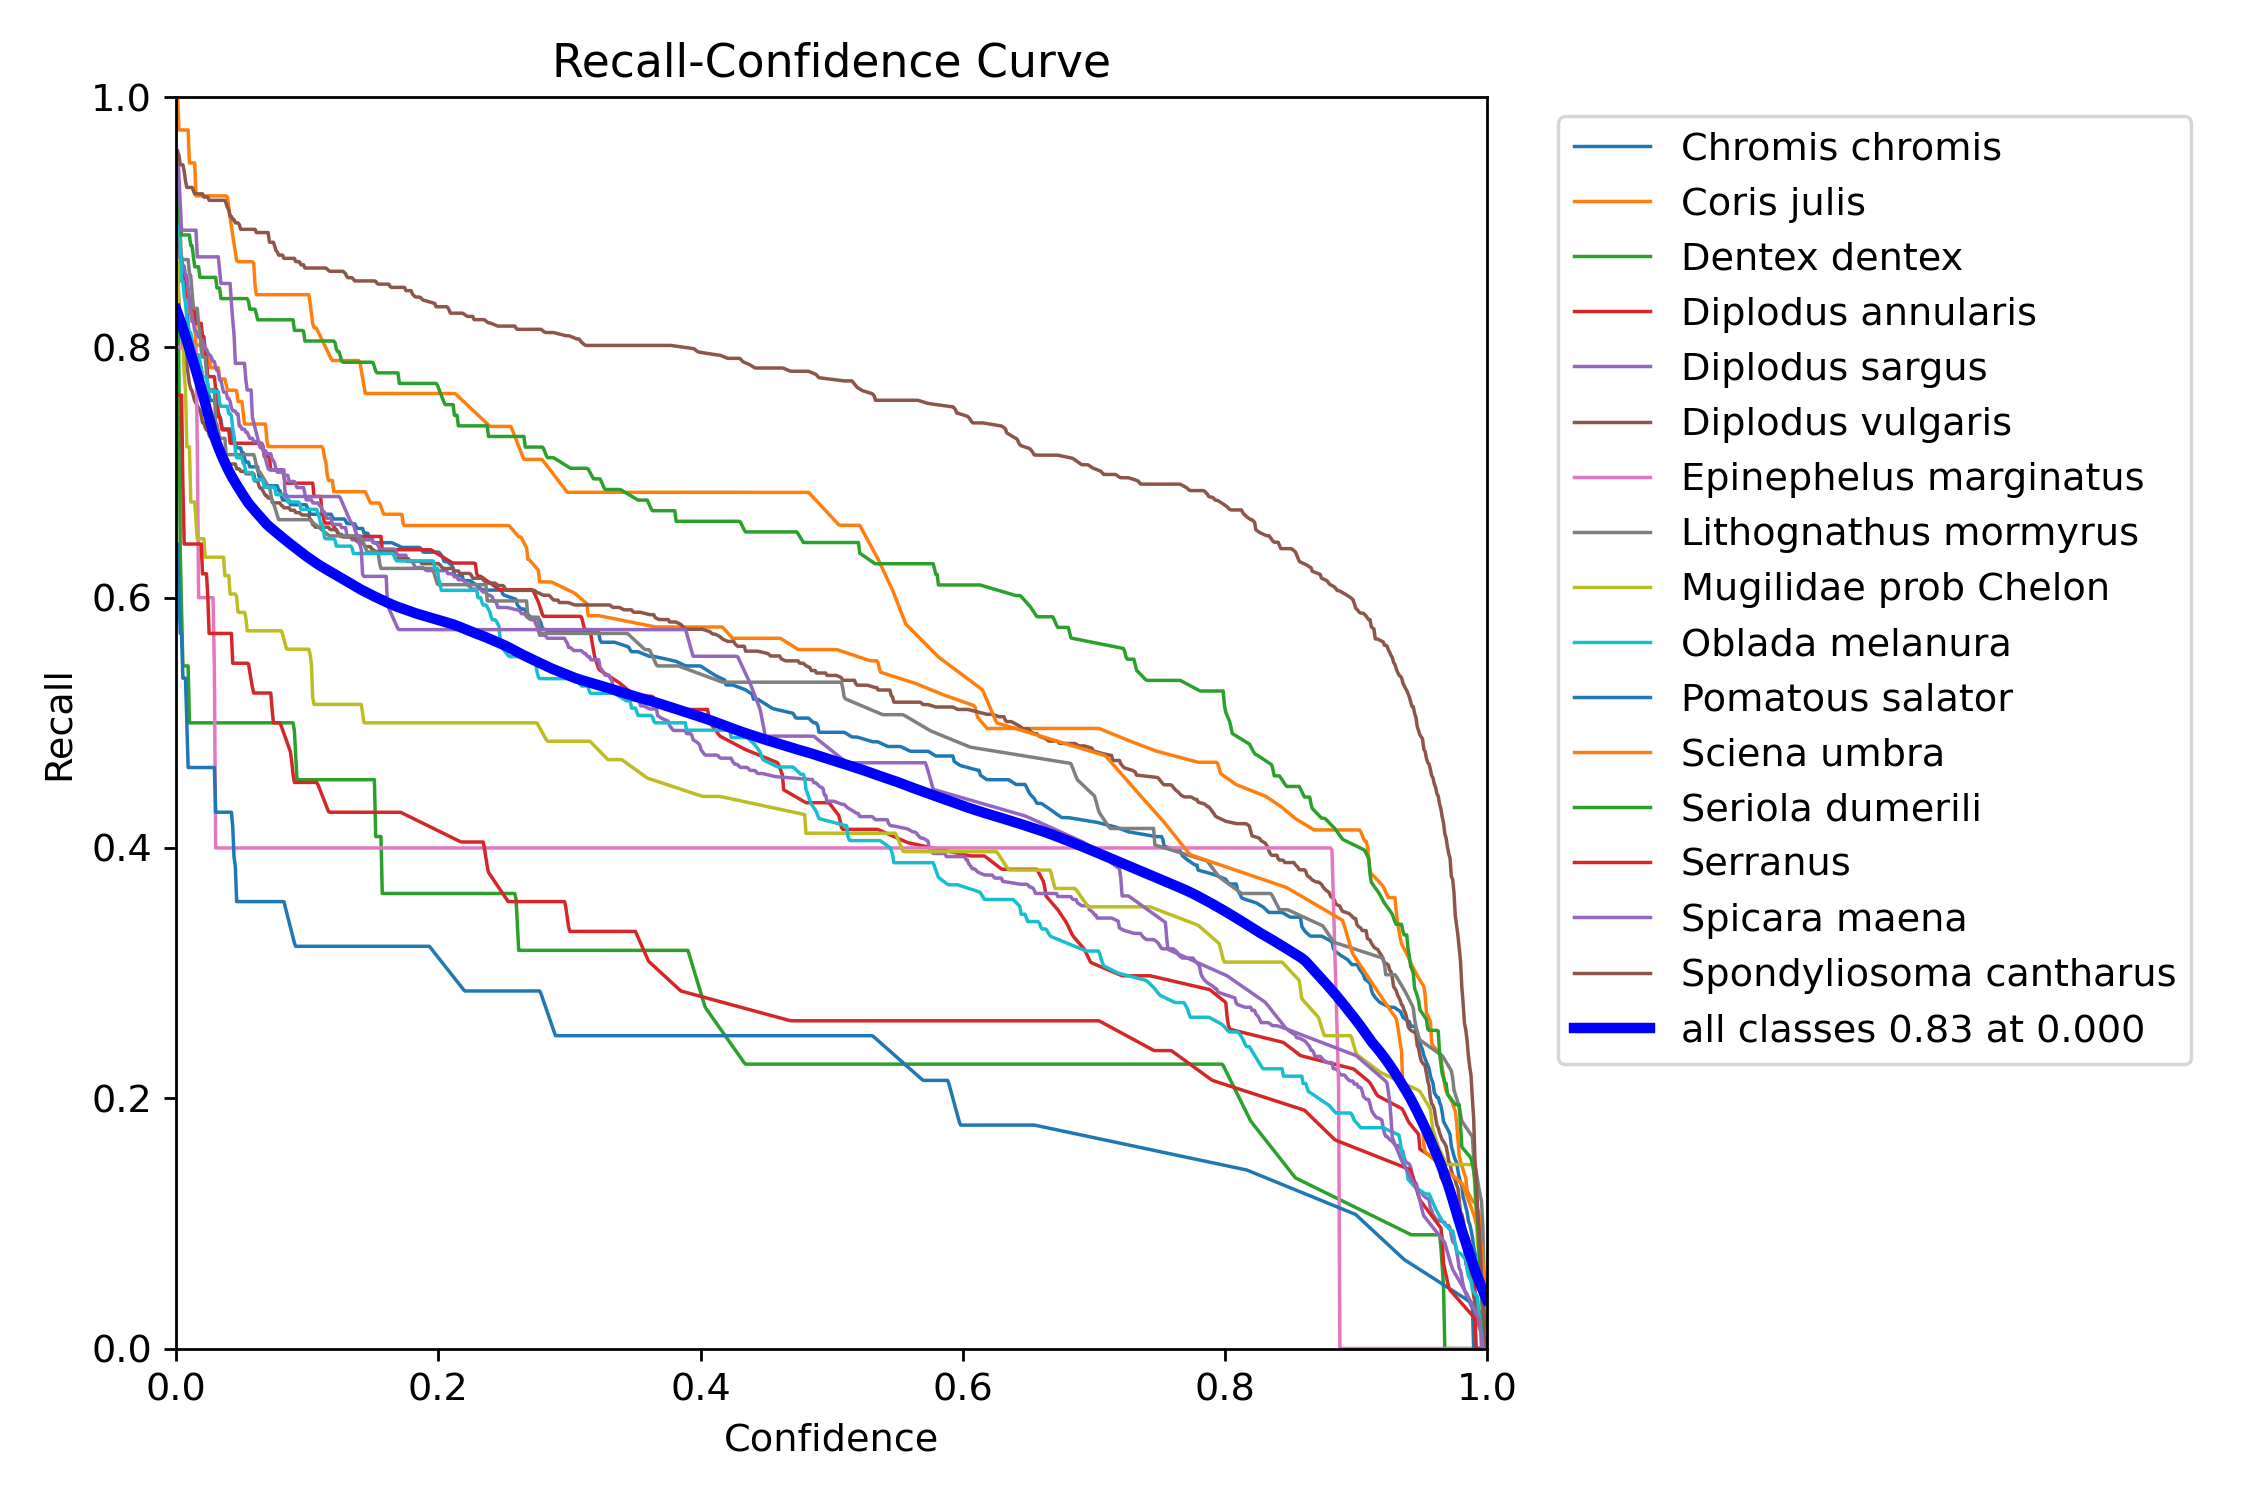 Recall-Confidence Curve
1.0
0.8
0.6
0.4
0.2
0.0
Recall
0.0 0.2 0.4 0.6 0.8 1.0
Confidence
Chromis chromis
Coris julis
Dentex dentex
Diplodus annularis
Diplodus sargus
Diplodus vulgaris
Epinephelus marginatus
Lithognathus mormyrus
Mugilidae prob Chelon
Oblada melanura
Pomatous salator
Sciena umbra
Seriola dumerili
Serranus
Spicara maena
Spondyliosoma cantharus
all classes 0.83 at 0.000